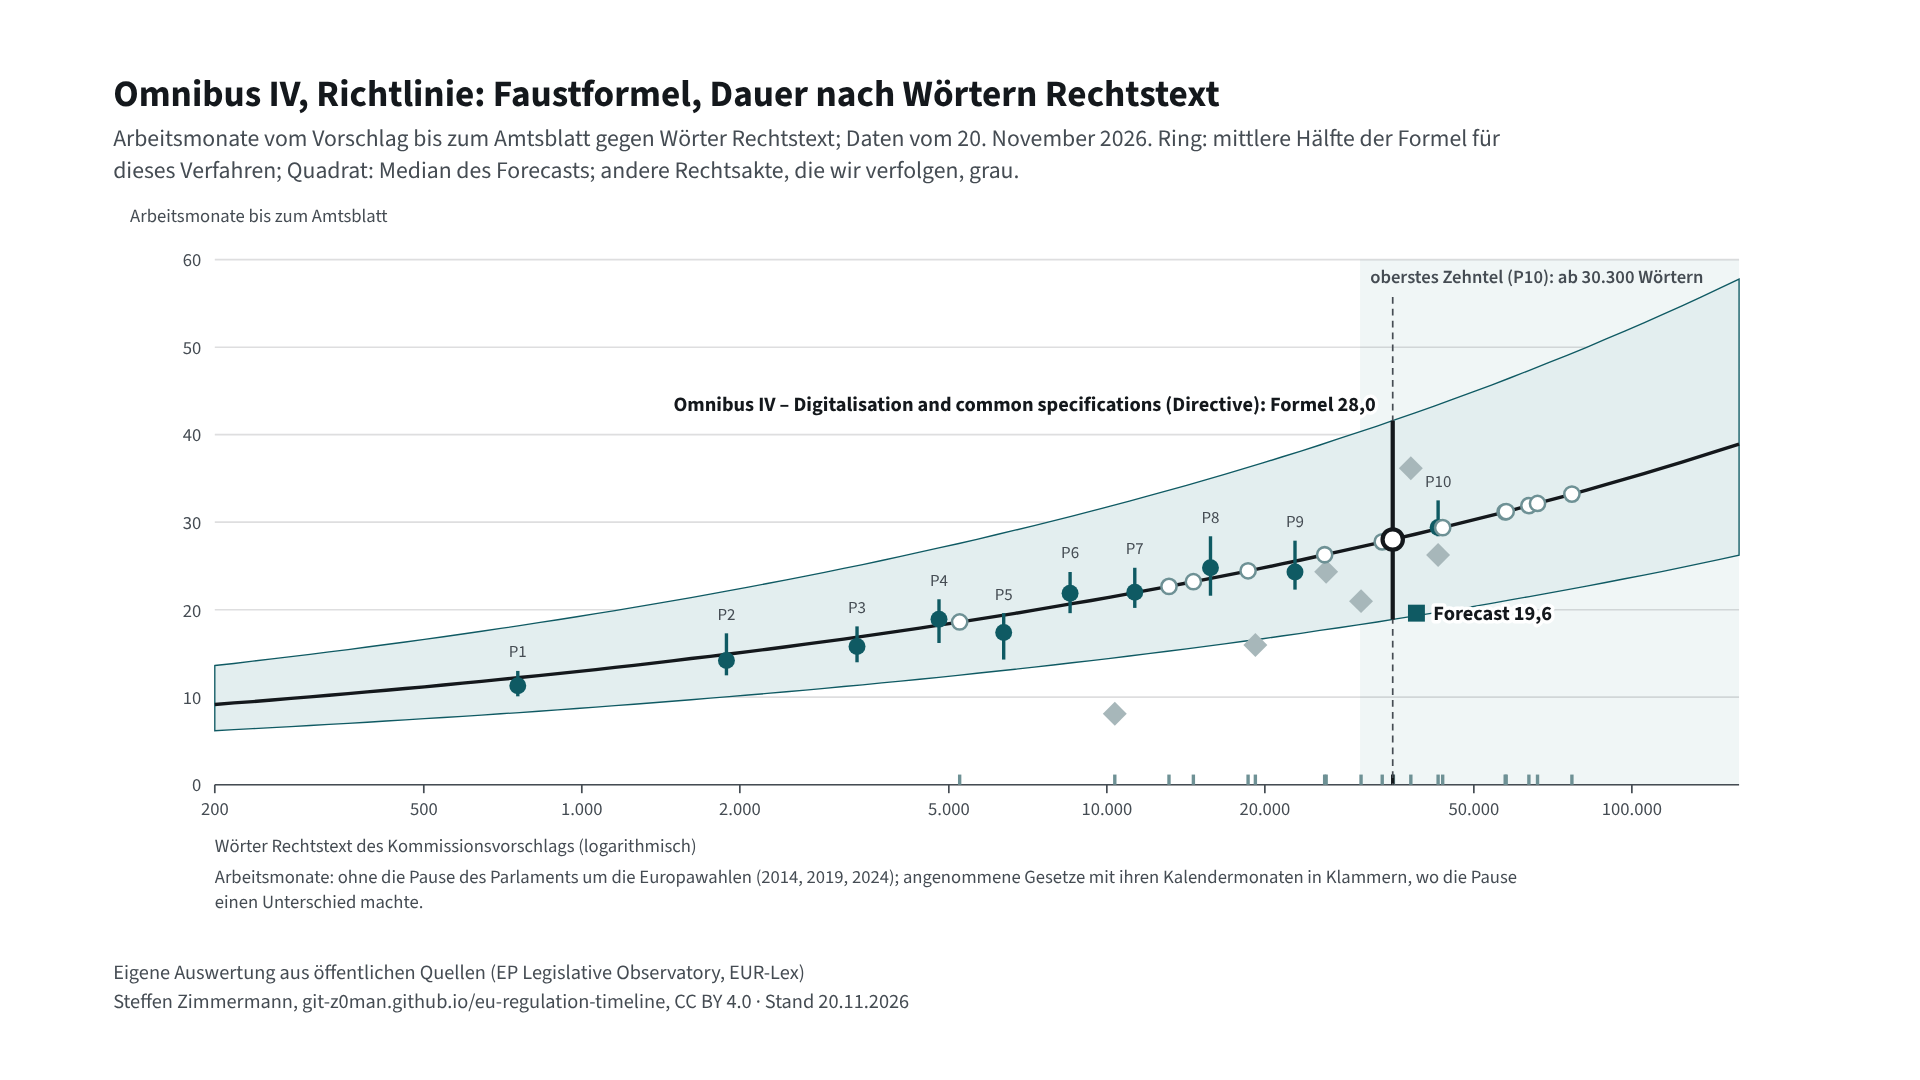 Omnibus IV, Richtlinie: Faustformel, Dauer nach Wörtern Rechtstext
Arbeitsmonate vom Vorschlag bis zum Amtsblatt gegen Wörter Rechtstext; Daten vom 20. November 2026. Ring: mittlere Hälfte der Formel für
dieses Verfahren; Quadrat: Median des Forecasts; andere Rechtsakte, die wir verfolgen, grau.
Arbeitsmonate bis zum Amtsblatt
60
oberstes Zehntel (P10): ab 30.300 Wörtern
50
Omnibus IV – Digitalisation and common specifications (Directive): Formel 28,0
40
P10
P8
P9
30
P7
P6
P4
P5
P3
P2
20
Forecast 19,6
P1
10
0
200 500 1.000 2.000 5.000 10.000 20.000 50.000 100.000
Wörter Rechtstext des Kommissionsvorschlags (logarithmisch)
Arbeitsmonate: ohne die Pause des Parlaments um die Europawahlen (2014, 2019, 2024); angenommene Gesetze mit ihren Kalendermonaten in Klammern, wo die Pause
einen Unterschied machte.
Eigene Auswertung aus öffentlichen Quellen (EP Legislative Observatory, EUR-Lex)
Steffen Zimmermann, git-z0man.github.io/eu-regulation-timeline, CC BY 4.0 · Stand 20.11.2026